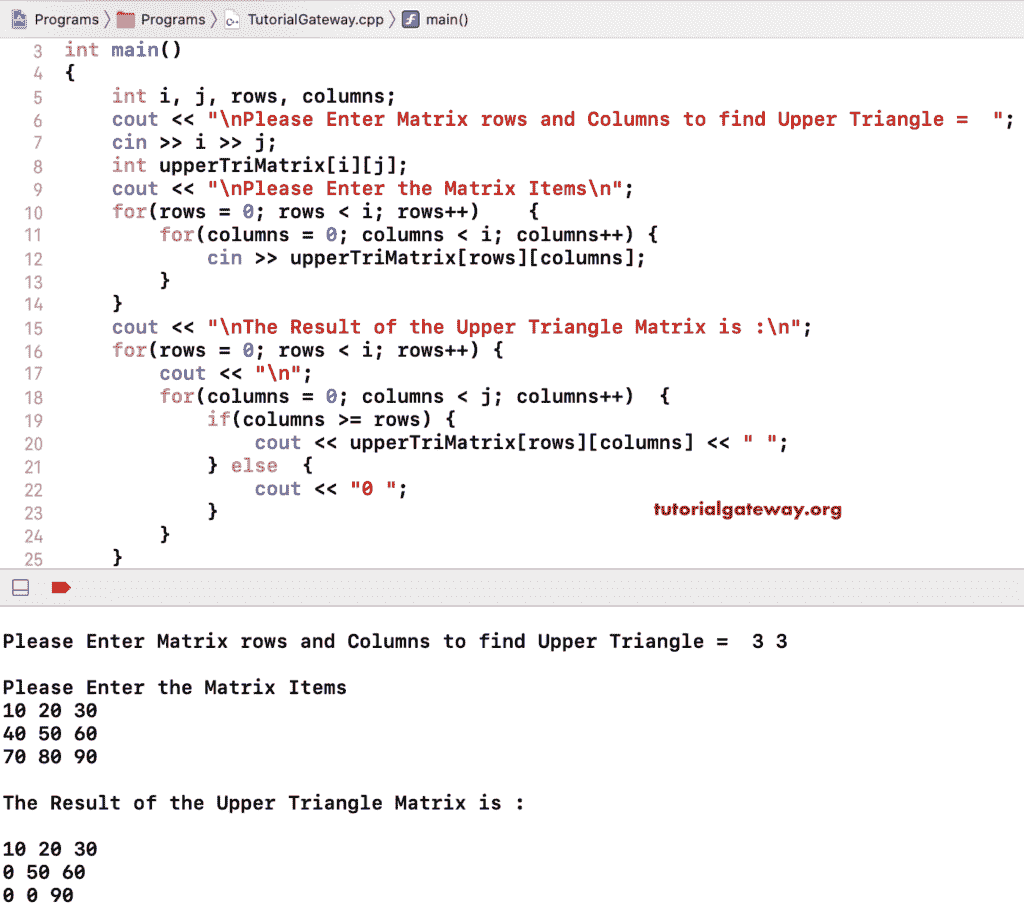 Programs > Programs > TutorialGateway.cpp > main()
3 int main()
4 {
5     int i, j, rows, columns;
6     cout << "\nPlease Enter Matrix rows and Columns to find Upper Triangle =  ";
7     cin >> i >> j;
8     int upperTriMatrix[i][j];
9     cout << "\nPlease Enter the Matrix Items\n";
10     for(rows = 0; rows < i; rows++)    {
11         for(columns = 0; columns < i; columns++) {
12             cin >> upperTriMatrix[rows][columns];
13         }
14     }
15     cout << "\nThe Result of the Upper Triangle Matrix is :\n";
16     for(rows = 0; rows < i; rows++) {
17         cout << "\n";
18         for(columns = 0; columns < j; columns++)  {
19             if(columns >= rows) {
20                 cout << upperTriMatrix[rows][columns] << " ";
21             } else  {
22                 cout << "0 ";
23             }
tutorialgateway.org
24         }
25     }
Please Enter Matrix rows and Columns to find Upper Triangle =  3 3
Please Enter the Matrix Items
10 20 30
40 50 60
70 80 90
The Result of the Upper Triangle Matrix is :
10 20 30
0 50 60
0 0 90